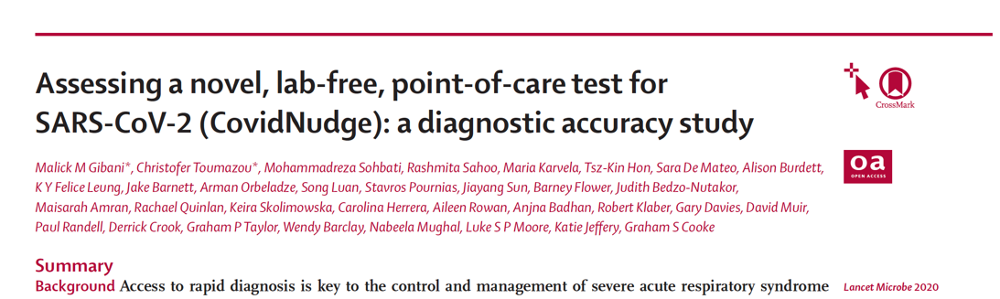 Assessing a novel, lab-free, point-of-care test for
SARS-CoV-2 (CovidNudge): a diagnostic accuracy study
CrossMark
oa
OPEN ACCESS
Malick M Gibani*, Christofer Toumazou*, Mohammadreza Sohbati, Rashmita Sahoo, Maria Karvela, Tsz-Kin Hon, Sara De Mateo, Alison Burdett,
K Y Felice Leung, Jake Barnett, Arman Orbeladze, Song Luan, Stavros Pournias, Jiayang Sun, Barney Flower, Judith Bedzo-Nutakor,
Maisarah Amran, Rachael Quinlan, Keira Skolimowska, Carolina Herrera, Aileen Rowan, Anjna Badhan, Robert Klaber, Gary Davies, David Muir,
Paul Randell, Derrick Crook, Graham P Taylor, Wendy Barclay, Nabeela Mughal, Luke S P Moore, Katie Jeffery, Graham S Cooke
Summary
Background Access to rapid diagnosis is key to the control and management of severe acute respiratory syndrome
Lancet Microbe 2020